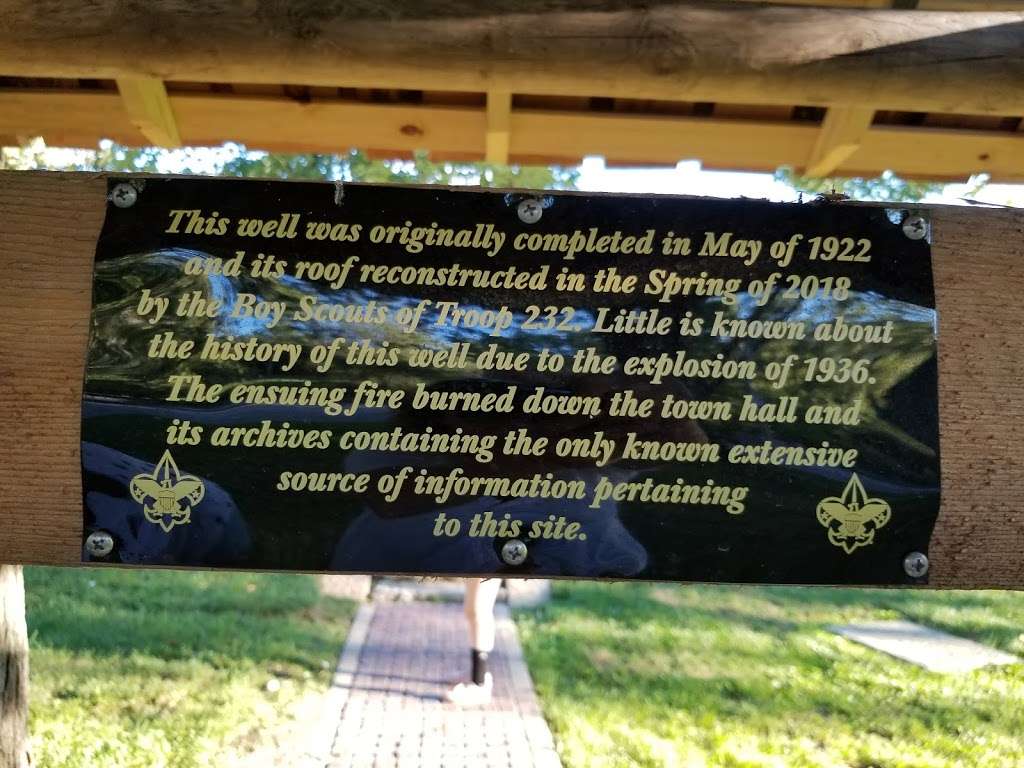 This well was originally completed in May of 1922
and its roof reconstructed in the Spring of 2018
by the Boy Scouts of Troop 232. Little is known about
the history of this well due to the explosion of 1936.
The ensuing fire burned down the town hall and
its archives containing the only known extensive
source of information pertaining
to this site.